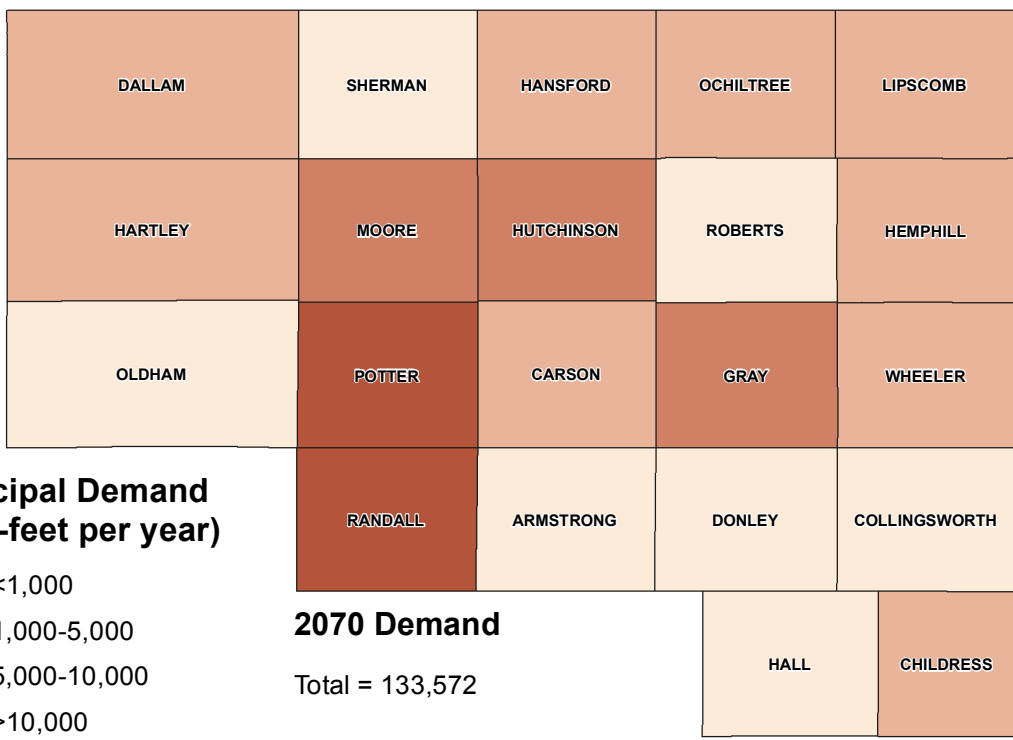 DALLAM SHERMAN HANSFORD OCHILTREE LIPSCOMB
HARTLEY MOORE HUTCHINSON ROBERTS HEMPHILL
OLDHAM POTTER CARSON GRAY WHEELER
RANDALL ARMSTRONG DONLEY COLLINGSWORTH
cipal Demand
-feet per year)
<1,000
1,000-5,000
5,000-10,000
>10,000
2070 Demand
Total = 133,572
HALL CHILDRESS